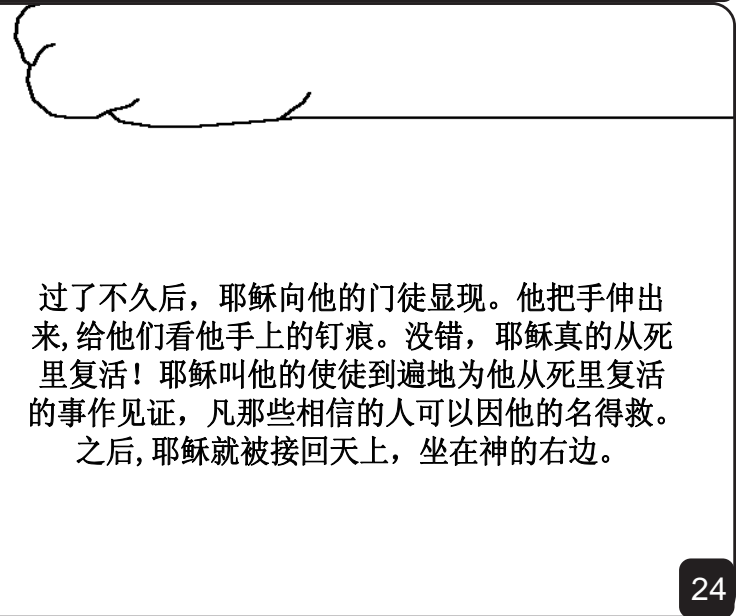 过了不久后，耶稣向他的门徒显现。他把手伸出
来,给他们看他手上的钉痕。没错，耶稣真的从死
里复活！耶稣叫他的使徒到遍地为他从死里复活
的事作见证，凡那些相信的人可以因他的名得救。
之后,耶稣就被接回天上，坐在神的右边。
24